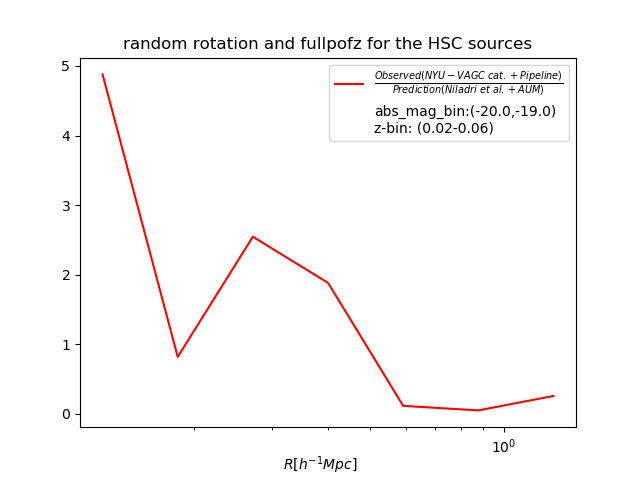 random rotation and fullpofz for the HSC sources
Observed(NYU − VAGC cat. + Pipeline)
Prediction(Niladri et al. + AUM)
abs_mag_bin:(-20.0,-19.0)
z-bin: (0.02-0.06)
5
4
3
2
1
0
10⁰
R[h⁻¹Mpc]